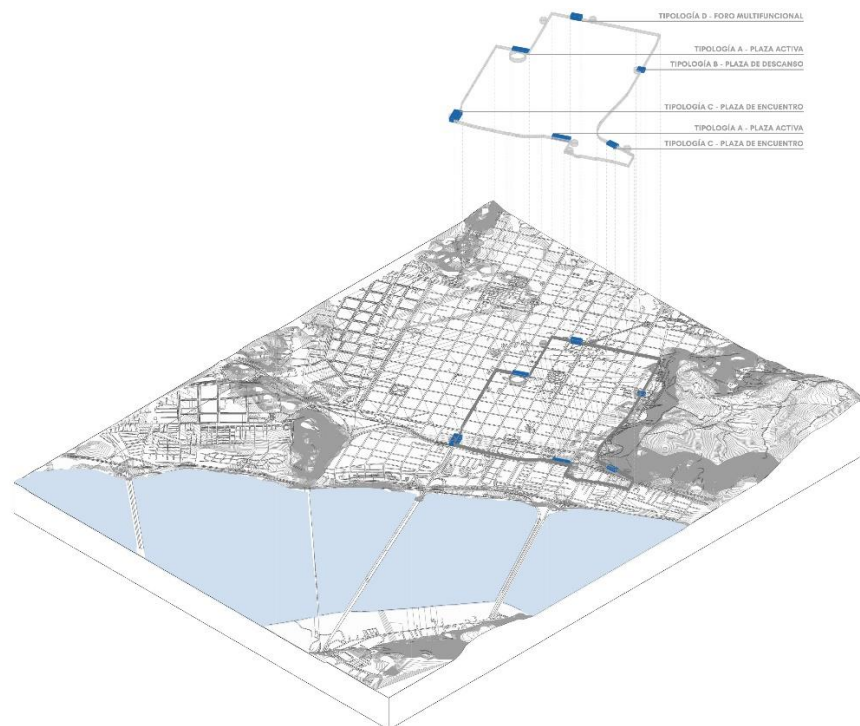 TIPOLOGÍA D - FORO MULTIFUNCIONAL
TIPOLOGÍA A - PLAZA ACTIVA
TIPOLOGÍA B - PLAZA DE DESCANSO
TIPOLOGÍA C - PLAZA DE ENCUENTRO
TIPOLOGÍA A - PLAZA ACTIVA
TIPOLOGÍA C - PLAZA DE ENCUENTRO